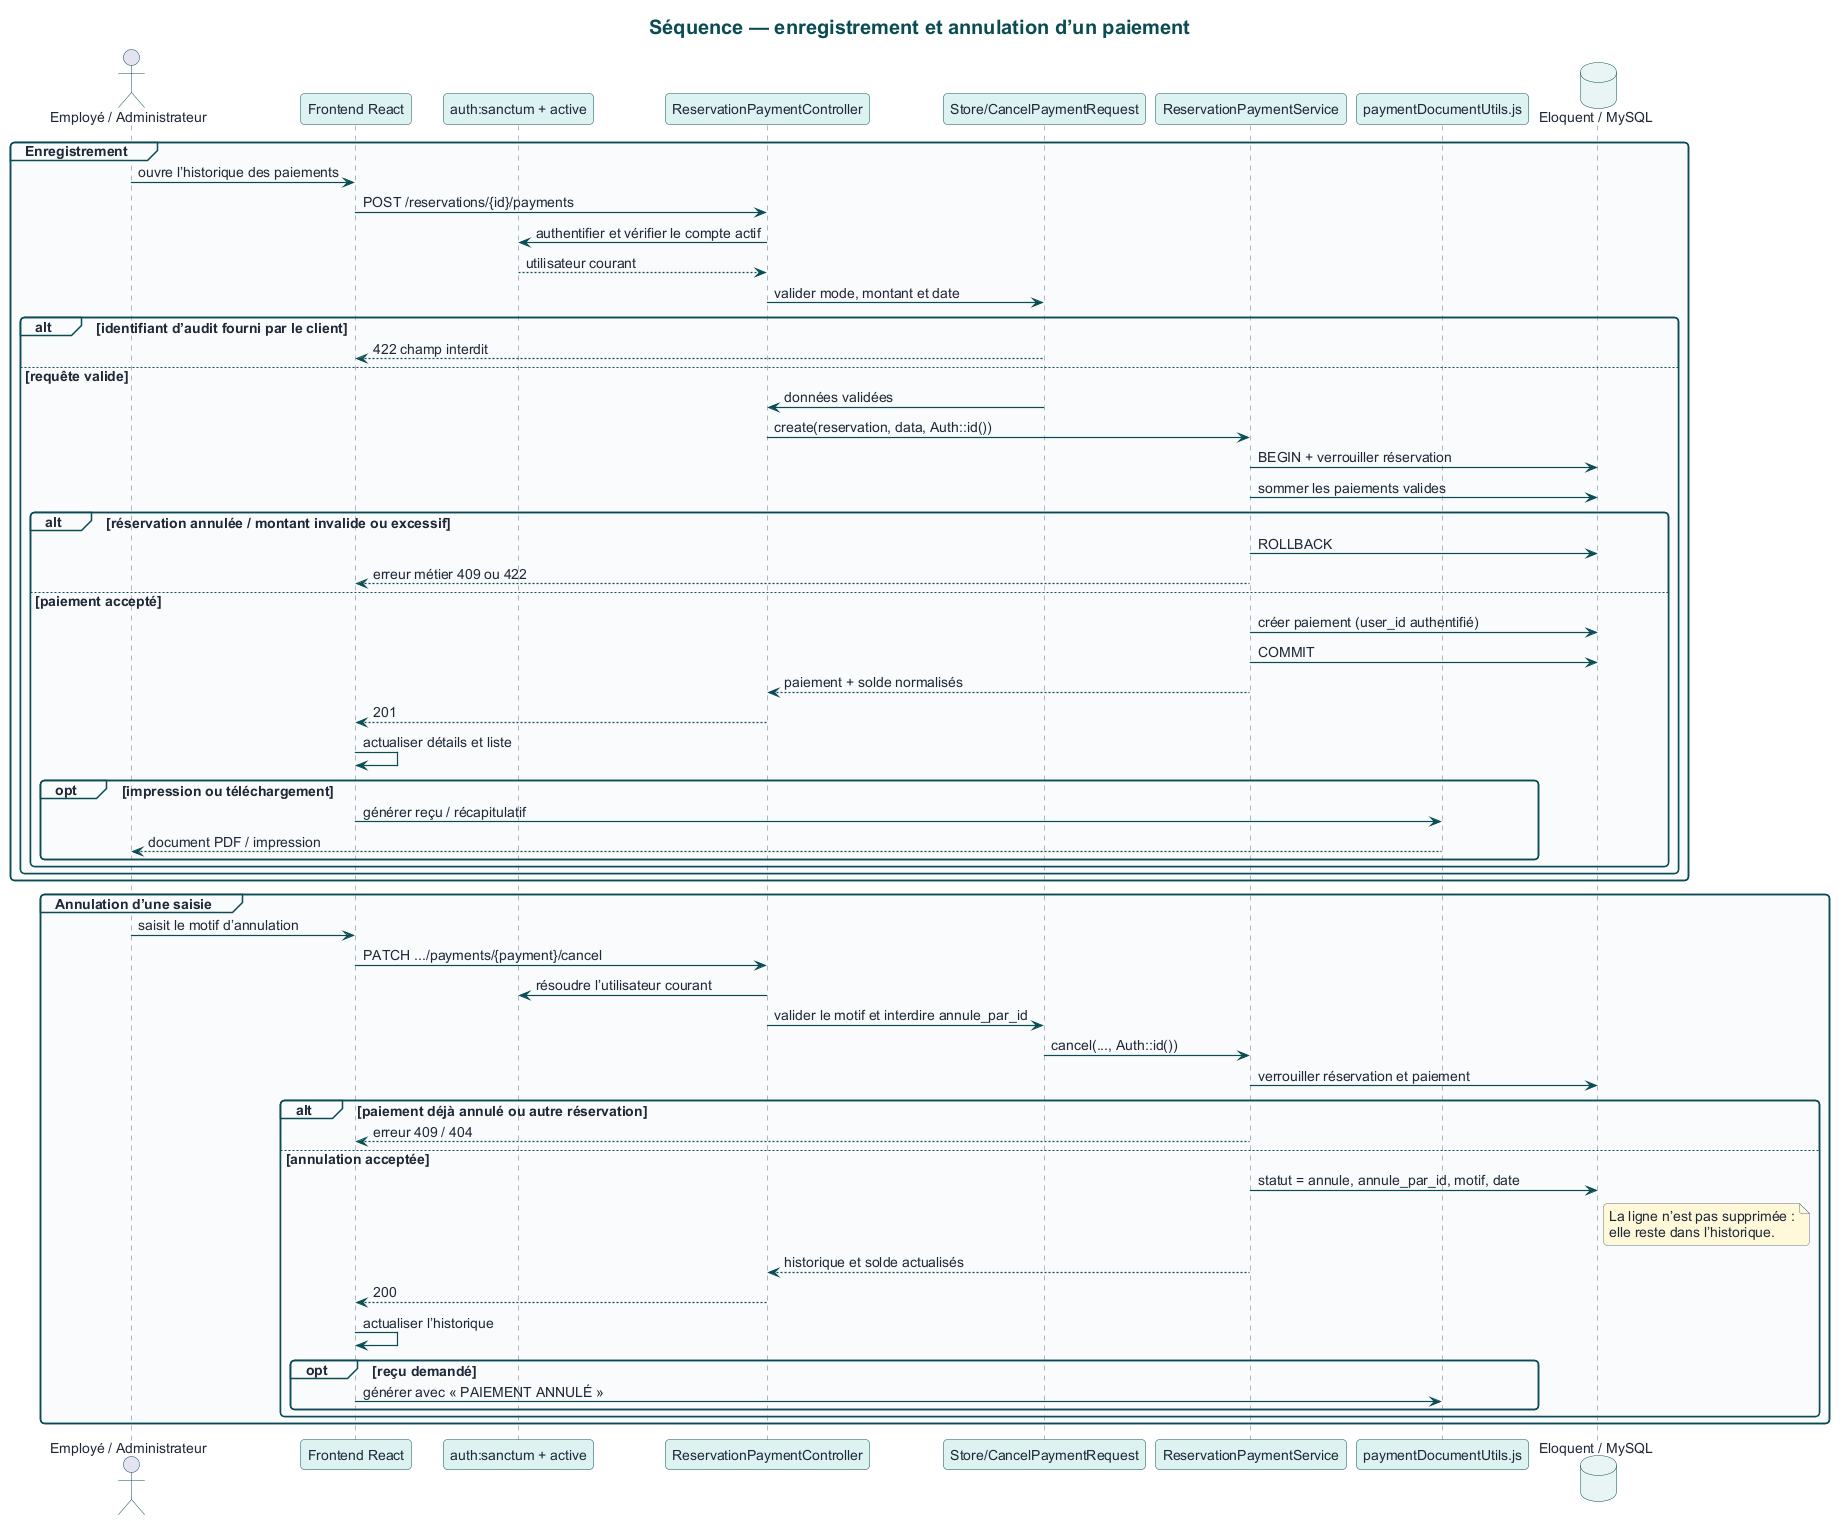 Séquence — enregistrement et annulation d’un paiement
Employé / Administrateur
Frontend React
auth:sanctum + active
ReservationPaymentController
Store/CancelPaymentRequest
ReservationPaymentService
paymentDocumentUtils.js
Eloquent / MySQL
Enregistrement
ouvre l’historique des paiements
POST /reservations/{id}/payments
authentifier et vérifier le compte actif
utilisateur courant
valider mode, montant et date
alt [identifiant d’audit fourni par le client]
422 champ interdit
[requête valide]
données validées
create(reservation, data, Auth::id())
BEGIN + verrouiller réservation
sommer les paiements valides
alt [réservation annulée / montant invalide ou excessif]
ROLLBACK
erreur métier 409 ou 422
[paiement accepté]
créer paiement (user_id authentifié)
COMMIT
paiement + solde normalisés
201
actualiser détails et liste
opt [impression ou téléchargement]
générer reçu / récapitulatif
document PDF / impression
Annulation d’une saisie
saisit le motif d’annulation
PATCH .../payments/{payment}/cancel
résoudre l’utilisateur courant
valider le motif et interdire annule_par_id
cancel(..., Auth::id())
verrouiller réservation et paiement
alt [paiement déjà annulé ou autre réservation]
erreur 409 / 404
[annulation acceptée]
statut = annule, annule_par_id, motif, date
La ligne n’est pas supprimée :
elle reste dans l’historique.
historique et solde actualisés
200
actualiser l’historique
opt [reçu demandé]
générer avec « PAIEMENT ANNULÉ »
Employé / Administrateur
Frontend React
auth:sanctum + active
ReservationPaymentController
Store/CancelPaymentRequest
ReservationPaymentService
paymentDocumentUtils.js
Eloquent / MySQL